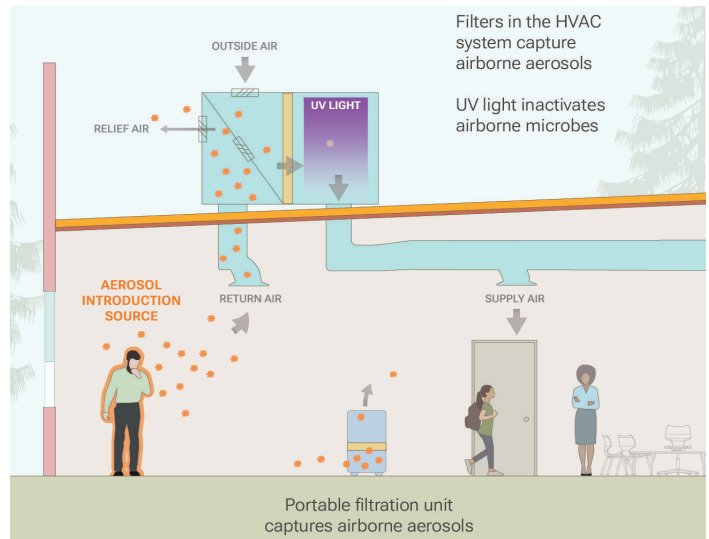 Filters in the HVAC
system capture
airborne aerosols
UV light inactivates
airborne microbes
OUTSIDE AIR
UV LIGHT
RELIEF AIR
AEROSOL
INTRODUCTION
SOURCE
RETURN AIR
SUPPLY AIR
Portable filtration unit
captures airborne aerosols